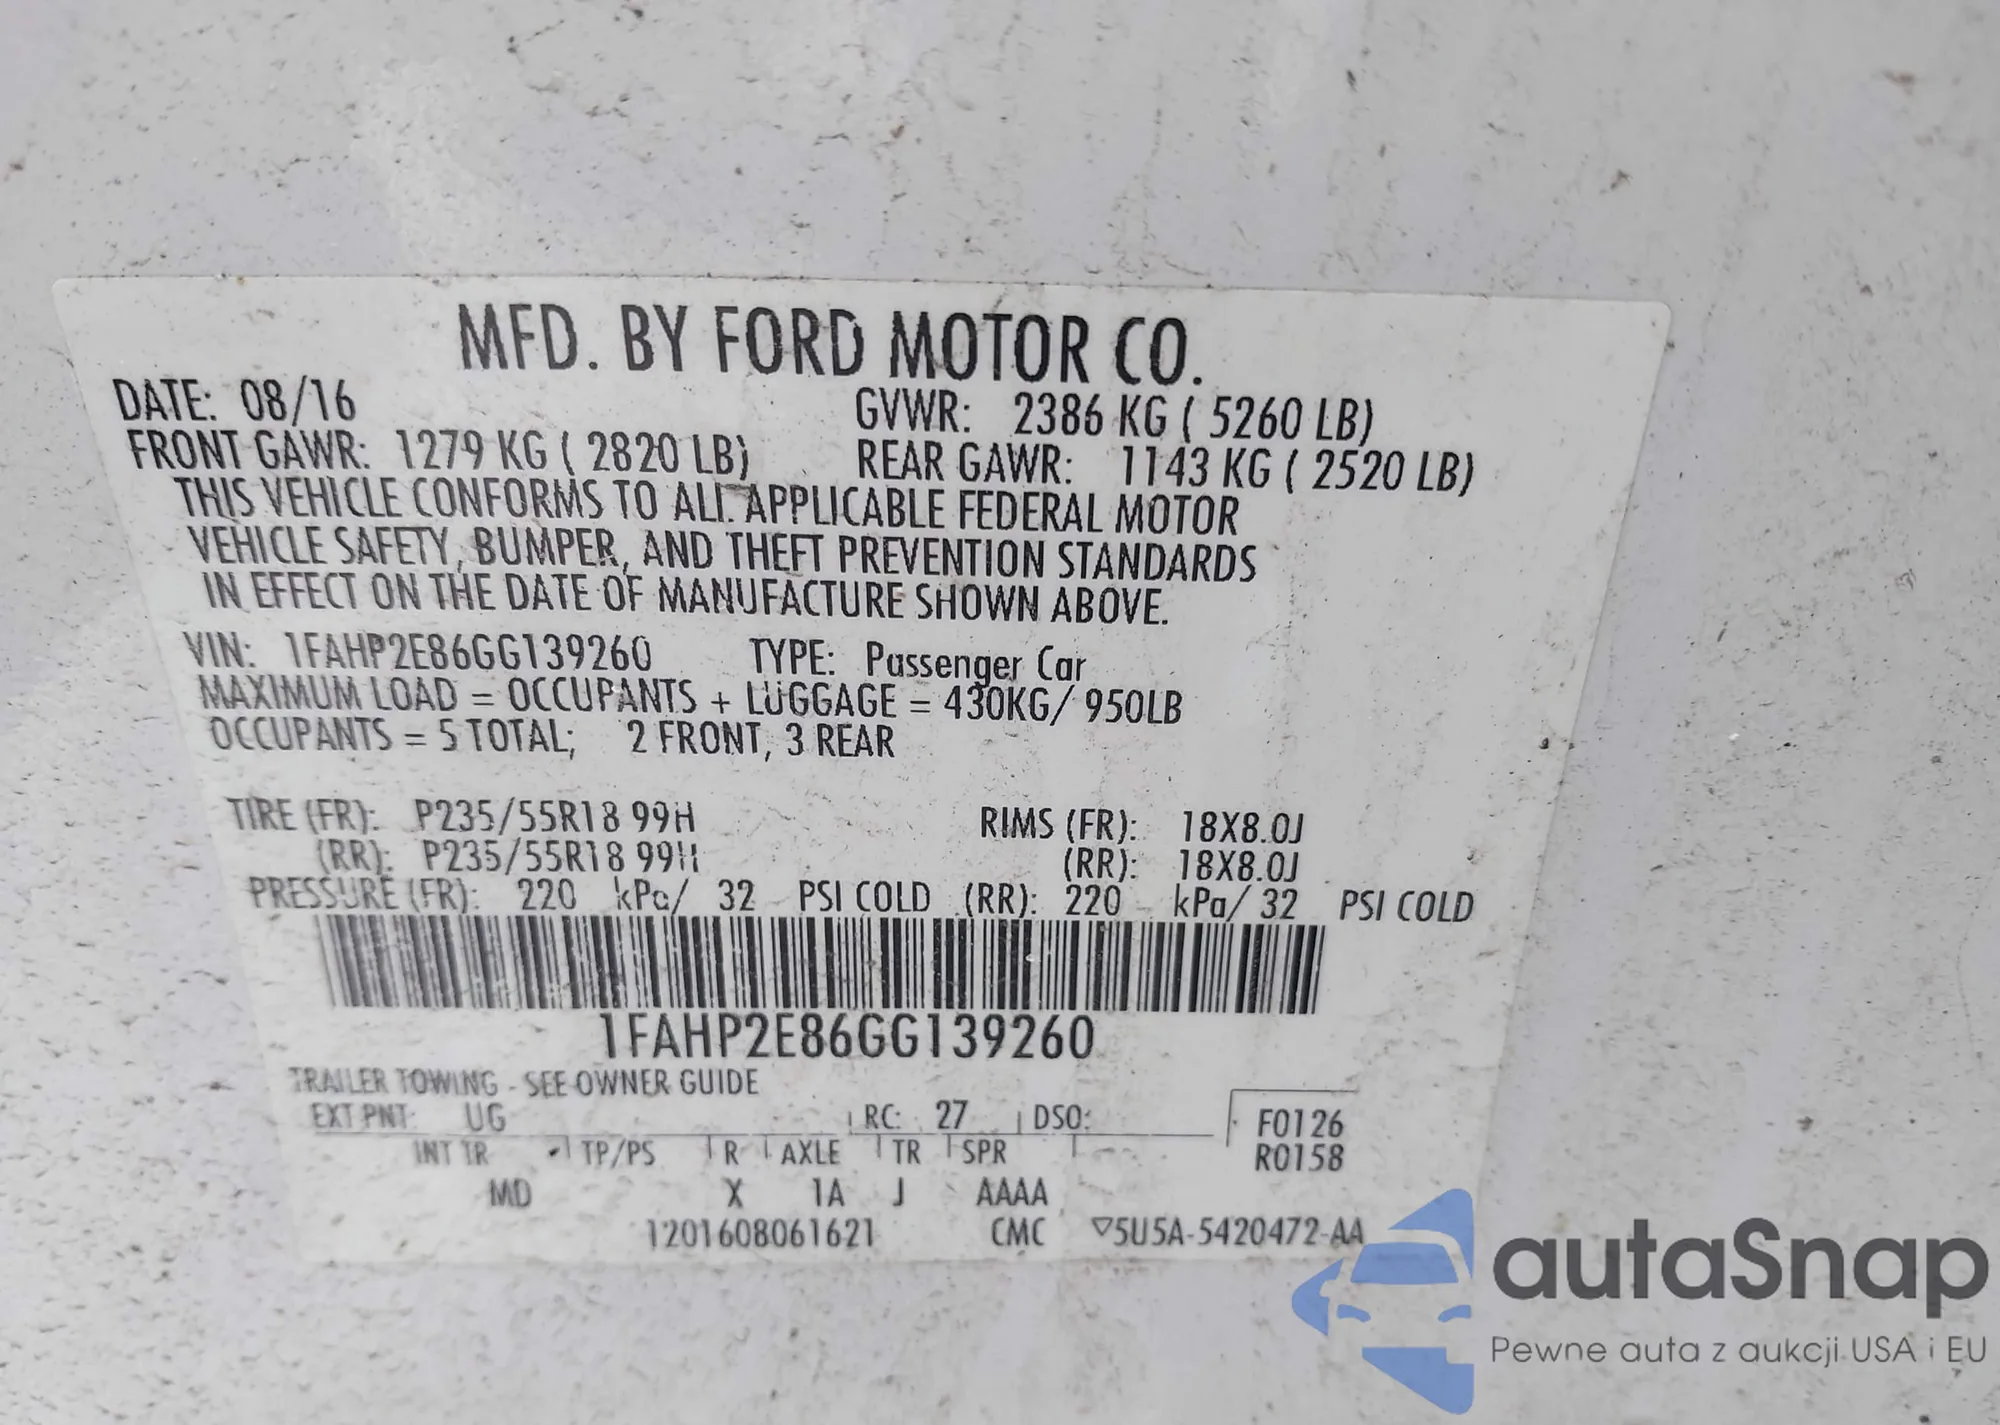 MFD. BY FORD MOTOR CO.
DATE: 08/16 GVWR: 2386 KG ( 5260 LB)
FRONT GAWR: 1279 KG ( 2820 LB) REAR GAWR: 1143 KG ( 2520 LB)
THIS VEHICLE CONFORMS TO ALL APPLICABLE FEDERAL MOTOR
VEHICLE SAFETY, BUMPER, AND THEFT PREVENTION STANDARDS
IN EFFECT ON THE DATE OF MANUFACTURE SHOWN ABOVE.
VIN: 1FAHP2E86GG139260 TYPE: Passenger Car
MAXIMUM LOAD = OCCUPANTS + LUGGAGE = 430KG/ 950LB
OCCUPANTS = 5 TOTAL; 2 FRONT, 3 REAR
TIRE (FR): P235/55R18 99H RIMS (FR): 18X8.0J
(RR): P235/55R18 99H (RR): 18X8.0J
PRESSURE (FR): 220 kPa/ 32 PSI COLD (RR): 220 kPa/ 32 PSI COLD
1FAHP2E86GG139260
TRAILER TOWING - SEE OWNER GUIDE
EXT PNT: UG RC: 27 DSO: F0126
INT TR TP/PS R AXLE TR SPR R0158
MD X 1A J AAAA
1201608061621 CMC ▽5U5A-5420472-AA
autaSnap
Pewne auta z aukcji USA i EU